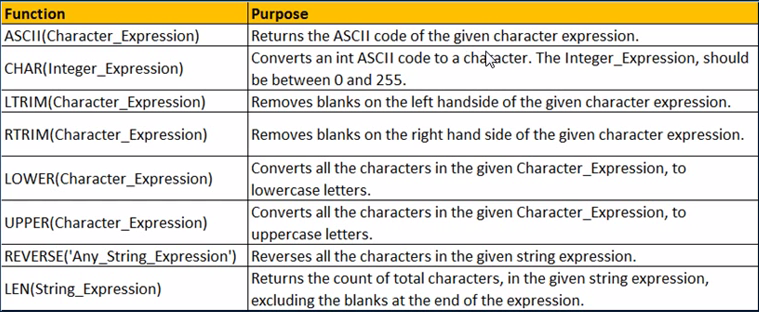 Function Purpose
ASCII(Character_Expression) Returns the ASCII code of the given character expression.
CHAR(Integer_Expression) Converts an int ASCII code to a character. The Integer_Expression, should
be between 0 and 255.
LTRIM(Character_Expression) Removes blanks on the left handside of the given character expression.
RTRIM(Character_Expression) Removes blanks on the right hand side of the given character expression.
LOWER(Character_Expression) Converts all the characters in the given Character_Expression, to
lowercase letters.
UPPER(Character_Expression) Converts all the characters in the given Character_Expression, to
uppercase letters.
REVERSE('Any_String_Expression') Reverses all the characters in the given string expression.
LEN(String_Expression) Returns the count of total characters, in the given string expression,
excluding the blanks at the end of the expression.